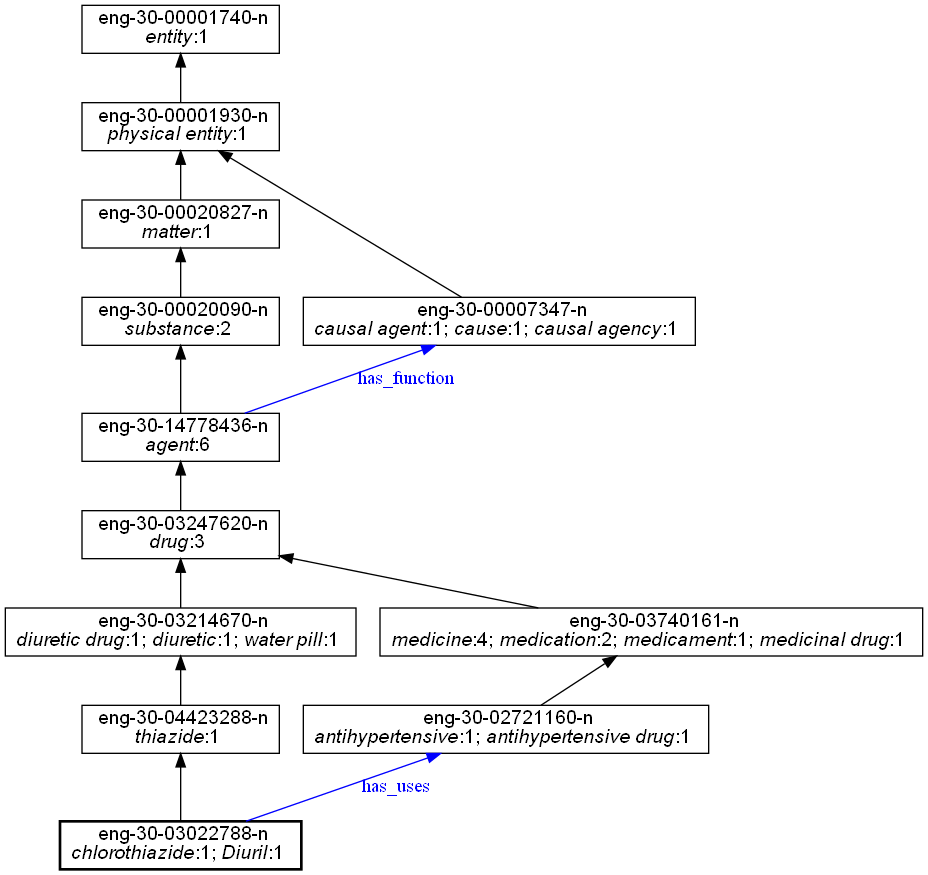 eng-30-00001740-n
entity:1
eng-30-00001930-n
physical entity:1
eng-30-00020827-n
matter:1
eng-30-00020090-n
substance:2
eng-30-00007347-n
causal agent:1; cause:1; causal agency:1
has_function
eng-30-14778436-n
agent:6
eng-30-03247620-n
drug:3
eng-30-03214670-n
diuretic drug:1; diuretic:1; water pill:1
eng-30-03740161-n
medicine:4; medication:2; medicament:1; medicinal drug:1
eng-30-04423288-n
thiazide:1
eng-30-02721160-n
antihypertensive:1; antihypertensive drug:1
has_uses
eng-30-03022788-n
chlorothiazide:1; Diuril:1